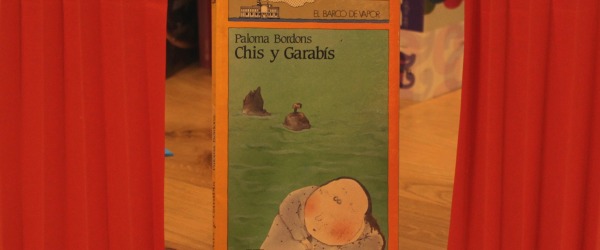 EL BARCO DE VAPOR
Paloma Bordons
Chis y Garabís